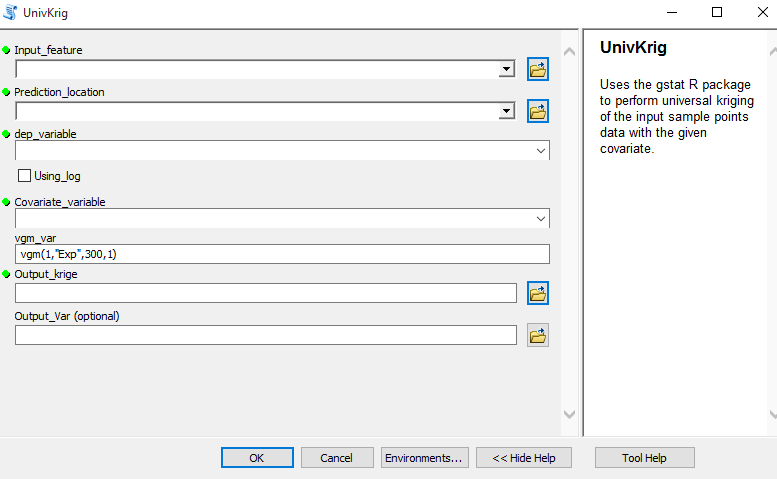 UnivKrig
Input_feature
Prediction_location
dep_variable
Using_log
Covariate_variable
vgm_var
vgm(1,"Exp",300,1)
Output_krige
Output_Var (optional)
UnivKrig
Uses the gstat R package
to perform universal kriging
of the input sample points
data with the given
covariate.
OK
Cancel
Environments...
<< Hide Help
Tool Help